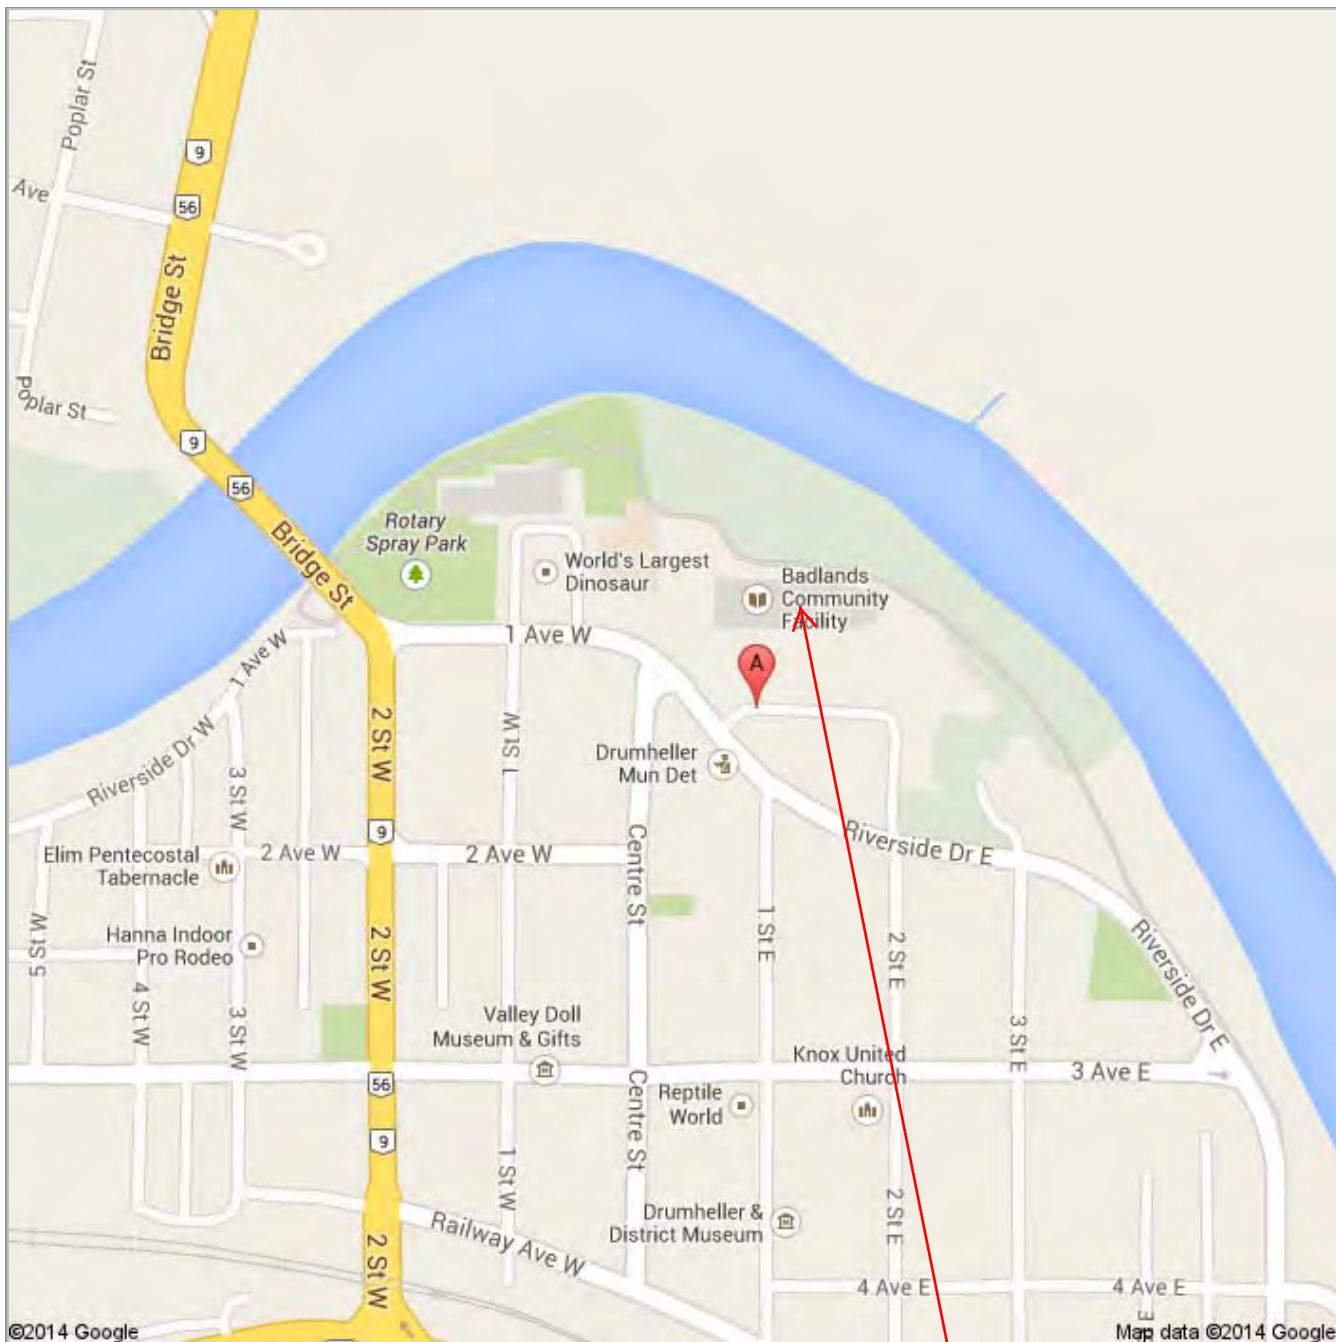 Poplar St
9
Ave
56
Bridge St
Poplar St
9
56
Bridge St
Rotary
Spray Park
World's Largest
Dinosaur
Badlands
Community
Facility
1 Ave W
1 Ave W
A
2 St W
1 St W
Riverside Dr W
3 St W
Drumheller
Mun Det
9
Centre St
Riverside Dr E
Elim Pentecostal
Tabernacle
2 Ave W
2 Ave W
5 St W
Hanna Indoor
Pro Rodeo
2 St W
1 St E
2 St E
Riverside Dr E
4 St W
3 St W
Valley Doll
Museum & Gifts
Knox United
Church
3 St E
3 Ave E
56
Centre St
Reptile
World
9
1 St W
Drumheller &
District Museum
2 St E
Railway Ave W
2 St W
4 Ave E
4 Ave E
©2014 Google
Map data ©2014 Google